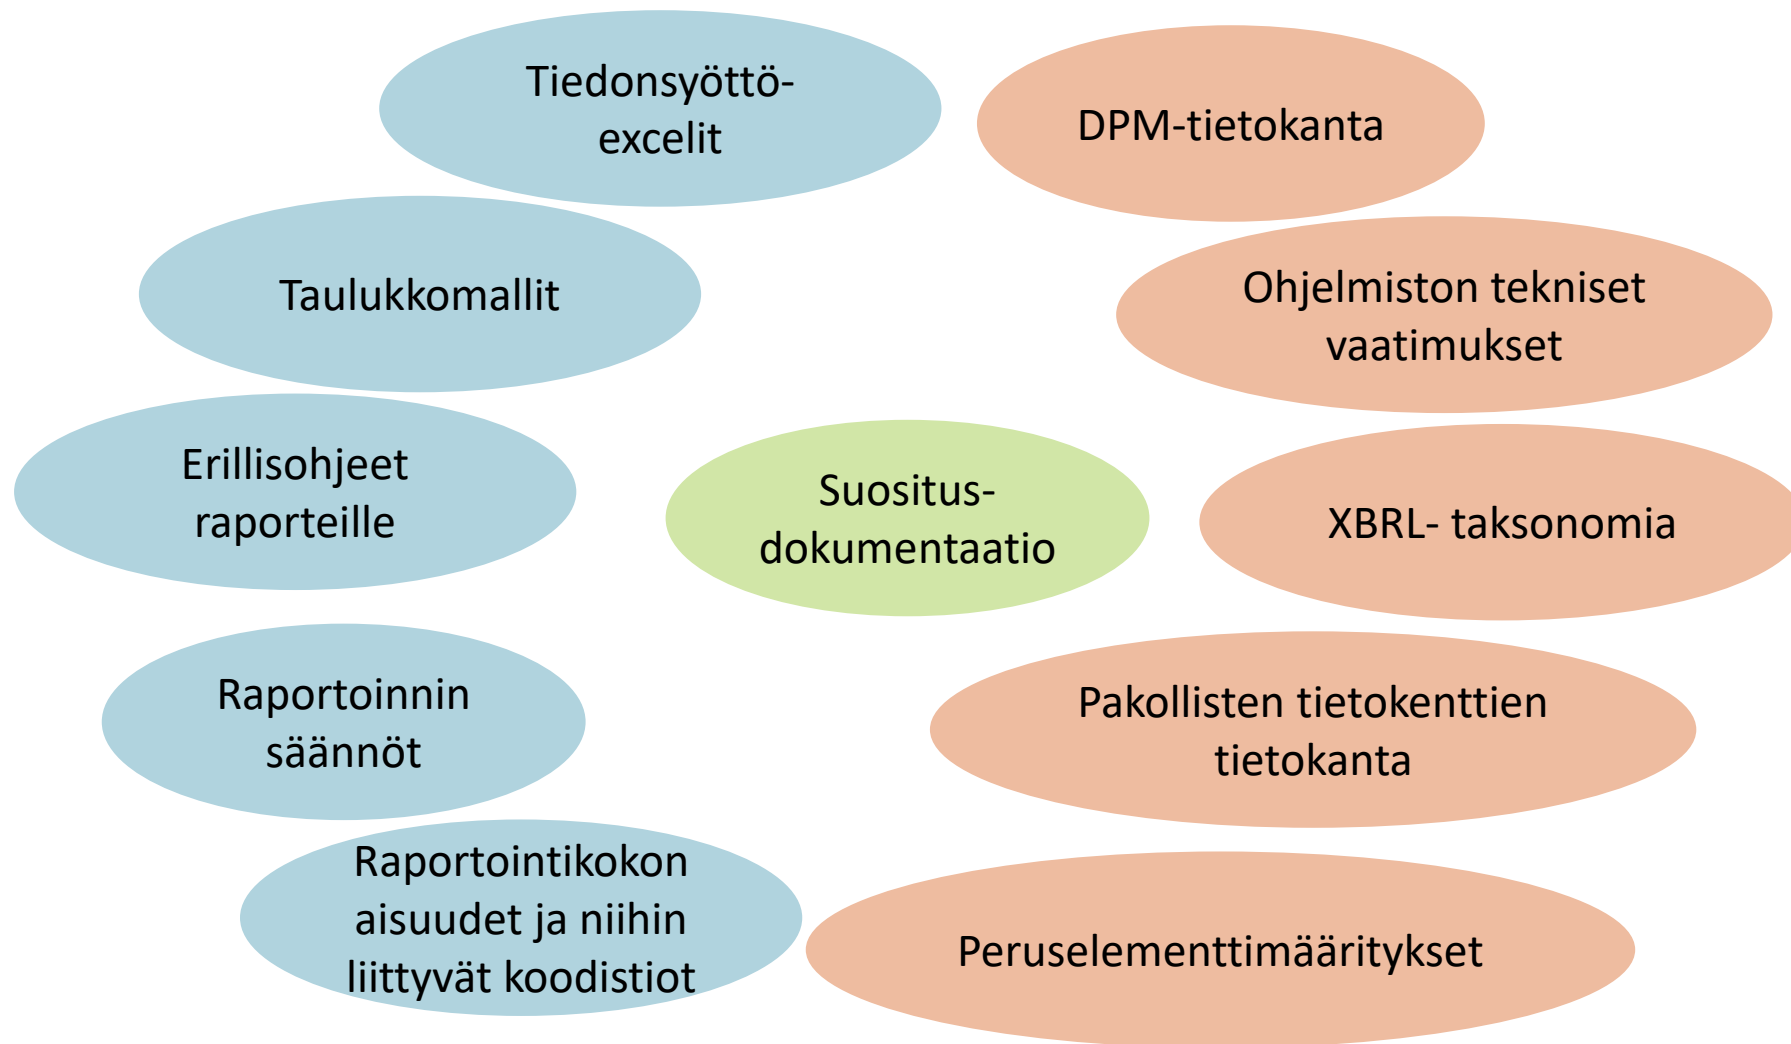 Tiedonsyöttö-
excelit
DPM-tietokanta
Taulukkomallit
Ohjelmiston tekniset
vaatimukset
Erillisohjeet
raporteille
Suositus-
dokumentaatio
XBRL- taksonomia
Raportoinnin
säännöt
Pakollisten tietokenttien
tietokanta
Raportointikokon
aisuudet ja niihin
liittyvät koodistiot
Peruselementtimääritykset